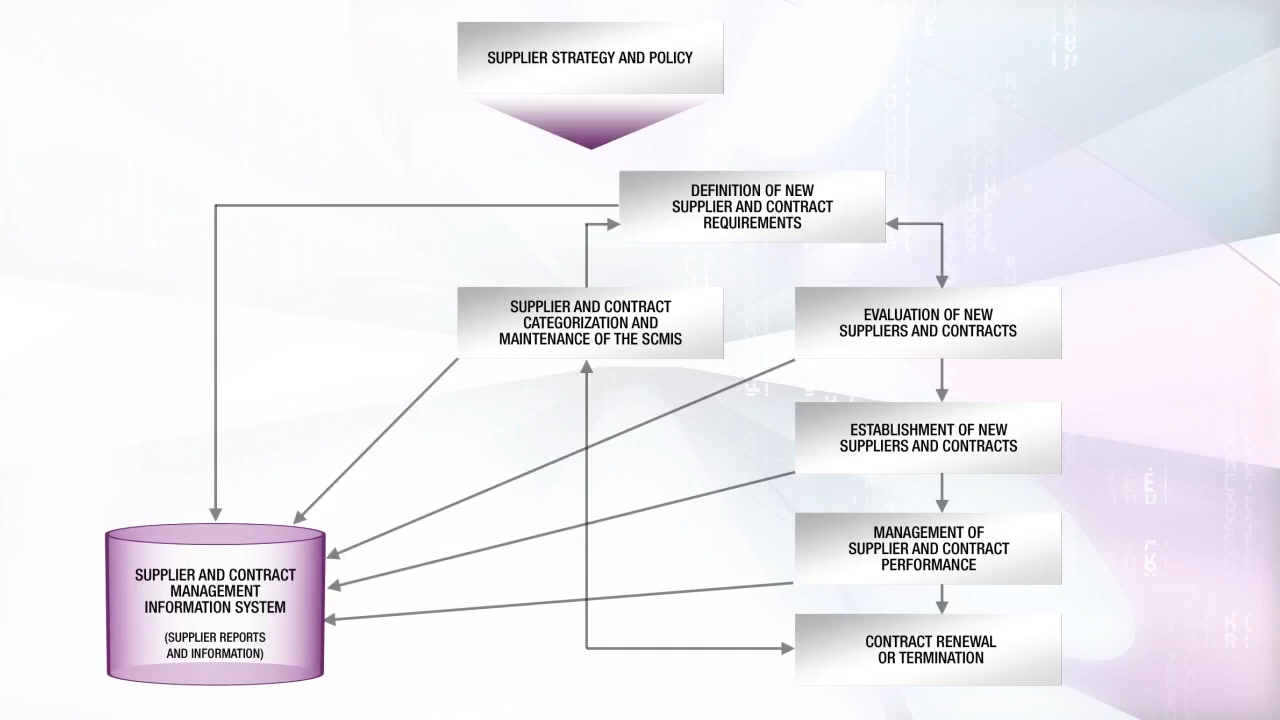 SUPPLIER STRATEGY AND POLICY
DEFINITION OF NEW
SUPPLIER AND CONTRACT
REQUIREMENTS
SUPPLIER AND CONTRACT
CATEGORIZATION AND
MAINTENANCE OF THE SCMIS
EVALUATION OF NEW
SUPPLIERS AND CONTRACTS
ESTABLISHMENT OF NEW
SUPPLIERS AND CONTRACTS
MANAGEMENT OF
SUPPLIER AND CONTRACT
PERFORMANCE
SUPPLIER AND CONTRACT
MANAGEMENT
INFORMATION SYSTEM
(SUPPLIER REPORTS
AND INFORMATION)
CONTRACT RENEWAL
OR TERMINATION